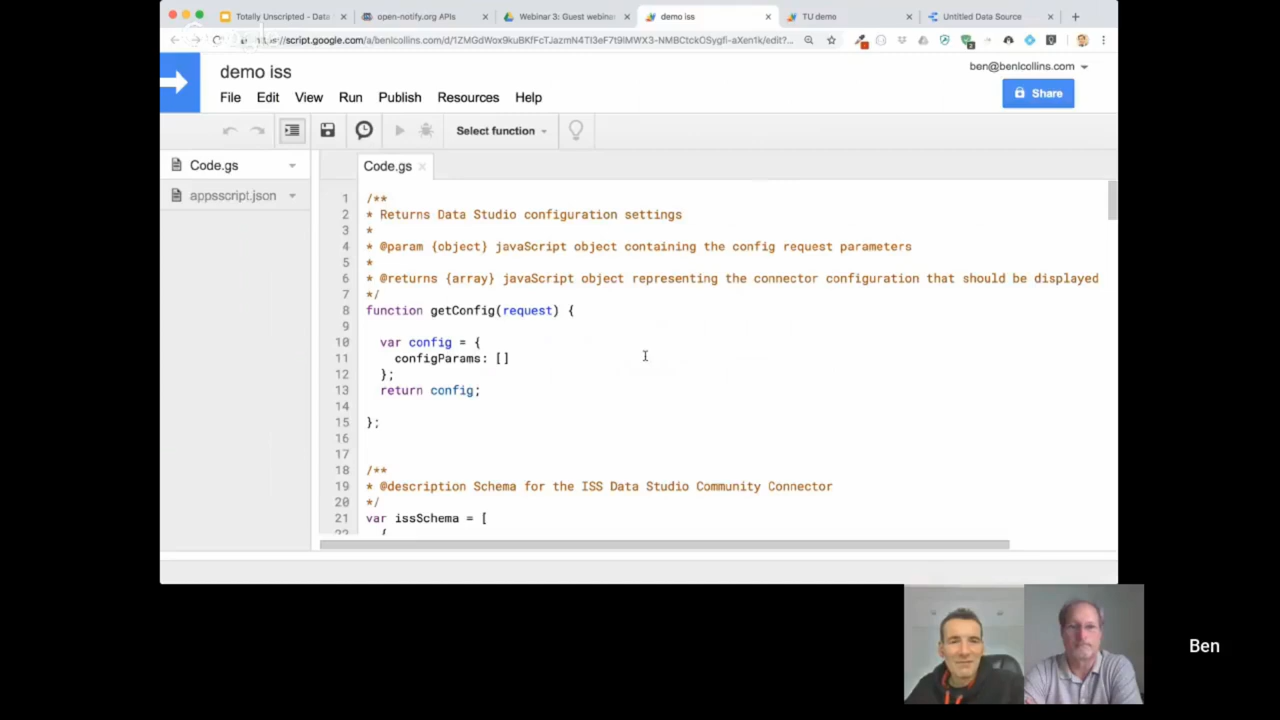 Totally Unscripted - Data
open-notify.org APIs
Webinar 3: Guest webinar
demo iss
TU demo
Untitled Data Source
demo iss
ben@benlcollins.com
File Edit View Run Publish Resources Help
Share
Select function
Code.gs
appsscript.json
Code.gs
1 /**
2 * Returns Data Studio configuration settings
3 *
4 * @param {object} javaScript object containing the config request parameters
5 *
6 * @returns {array} javaScript object representing the connector configuration that should be displayed
7 */
8 function getConfig(request) {
9
10 var config = {
11 configParams: []
12 };
13 return config;
14
15 };
16
17
18 /**
19 * @description Schema for the ISS Data Studio Community Connector
20 */
21 var issSchema = [
22 {
Ben